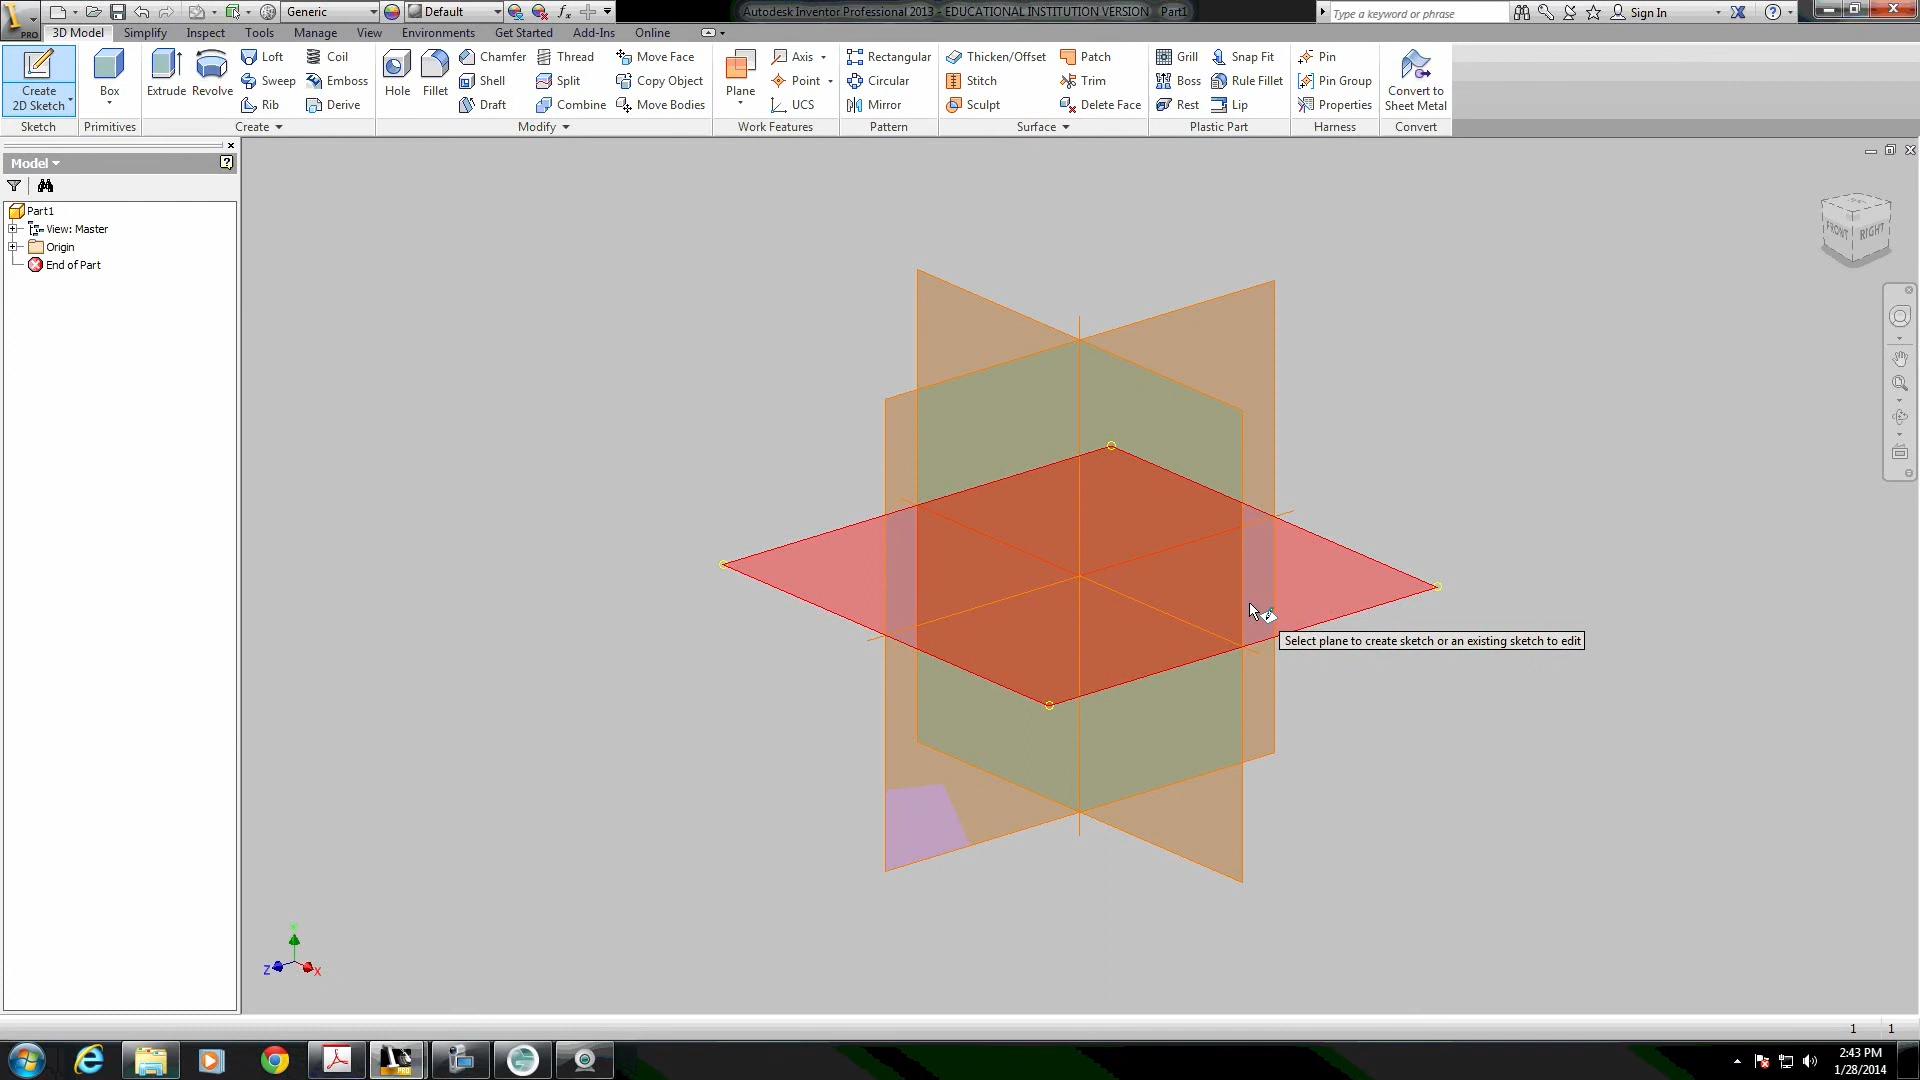 Generic
Default
Autodesk Inventor Professional 2013 - EDUCATIONAL INSTITUTION VERSION Part1
Type a keyword or phrase
Sign In
PRO
3D Model Simplify Inspect Tools Manage View Environments Get Started Add-Ins Online
Create
2D Sketch
Sketch
Box
Primitives
Extrude Revolve
Loft Coil
Sweep Emboss
Rib Derive
Create
Hole Fillet
Chamfer Thread Move Face
Shell Split Copy Object
Draft Combine Move Bodies
Modify
Plane
Axis
Point
UCS
Work Features
Rectangular
Circular
Mirror
Pattern
Thicken/Offset Patch
Stitch Trim
Sculpt Delete Face
Surface
Grill Snap Fit
Boss Rule Fillet
Rest Lip
Plastic Part
Pin
Pin Group
Properties
Harness
Convert to
Sheet Metal
Convert
Model
Part1
View: Master
Origin
End of Part
FRONT RIGHT
Select plane to create sketch or an existing sketch to edit
Z X
1 1
PRO
2:43 PM
1/28/2014